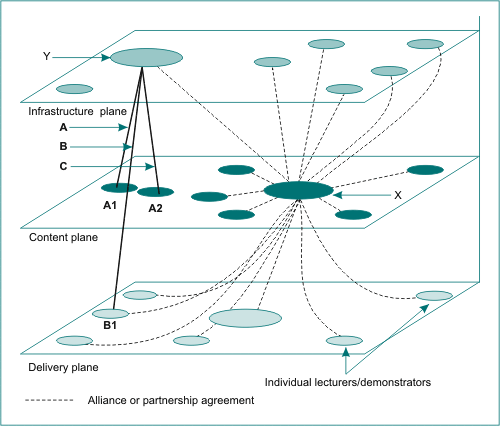 Y
Infrastructure plane
A
B
C
A1
A2
X
Content plane
B1
Delivery plane
Individual lecturers/demonstrators
Alliance or partnership agreement